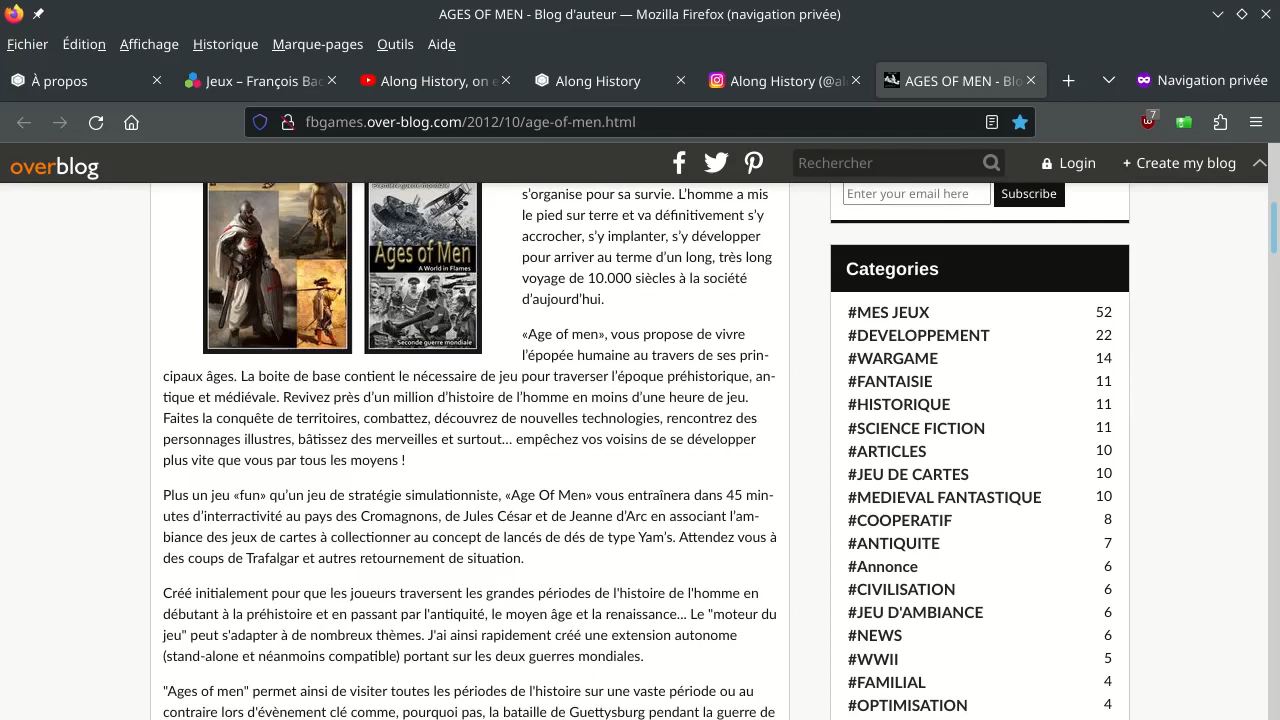 AGES OF MEN - Blog d'auteur — Mozilla Firefox (navigation privée)
Fichier Édition Affichage Historique Marque-pages Outils Aide
À propos
Jeux – François Bac
Along History, on e
Along History
Along History (@al
AGES OF MEN - Blo
Navigation privée
fbgames.over-blog.com/2012/10/age-of-men.html
7
overblog
Rechercher
Login
+ Create my blog
Première guerre mondiale
Ages of Men
A World in Flames
Seconde guerre mondiale
s’organise pour sa survie. L’homme a mis
le pied sur terre et va définitivement s’y
accrocher, s’y implanter, s’y développer
pour arriver au terme d’un long, très long
voyage de 10.000 siècles à la société
d’aujourd’hui.
«Age of men», vous propose de vivre
l’épopée humaine au travers de ses prin-
cipaux âges. La boite de base contient le nécessaire de jeu pour traverser l’époque préhistorique, an-
tique et médiévale. Revivez près d’un million d’histoire de l’homme en moins d’une heure de jeu.
Faites la conquête de territoires, combattez, découvrez de nouvelles technologies, rencontrez des
personnages illustres, bâtissez des merveilles et surtout... empêchez vos voisins de se développer
plus vite que vous par tous les moyens !
Plus un jeu «fun» qu’un jeu de stratégie simulationniste, «Age Of Men» vous entraînera dans 45 min-
utes d’interractivité au pays des Cromagnons, de Jules César et de Jeanne d’Arc en associant l’am-
biance des jeux de cartes à collectionner au concept de lancés de dés de type Yam’s. Attendez vous à
des coups de Trafalgar et autres retournement de situation.
Créé initialement pour que les joueurs traversent les grandes périodes de l'histoire de l'homme en
débutant à la préhistoire et en passant par l'antiquité, le moyen âge et la renaissance... Le "moteur du
jeu" peut s'adapter à de nombreux thèmes. J'ai ainsi rapidement créé une extension autonome
(stand-alone et néanmoins compatible) portant sur les deux guerres mondiales.
"Ages of men" permet ainsi de visiter toutes les périodes de l'histoire sur une vaste période ou au
contraire lors d'évènement clé comme, pourquoi pas, la bataille de Guettysburg pendant la guerre de
Enter your email here
Subscribe
Categories
#MES JEUX 52
#DEVELOPPEMENT 22
#WARGAME 14
#FANTAISIE 11
#HISTORIQUE 11
#SCIENCE FICTION 11
#ARTICLES 10
#JEU DE CARTES 10
#MEDIEVAL FANTASTIQUE 10
#COOPERATIF 8
#ANTIQUITE 7
#Annonce 6
#CIVILISATION 6
#JEU D'AMBIANCE 6
#NEWS 6
#WWII 5
#FAMILIAL 4
#OPTIMISATION 4